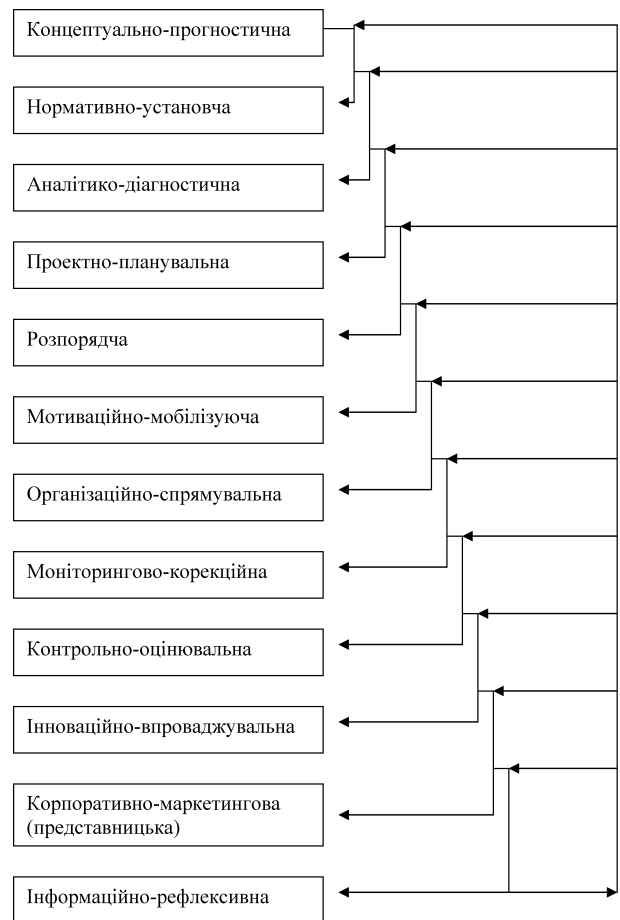 Концептуально-прогностична
Нормативно-установча
Аналітико-діагностична
Проектно-планувальна
Розпорядча
Мотиваційно-мобілізуюча
Організаційно-спрямувальна
Моніторингово-корекційна
Контрольно-оцінювальна
Інноваційно-впроваджувальна
Корпоративно-маркетингова
(представницька)
Інформаційно-рефлексивна